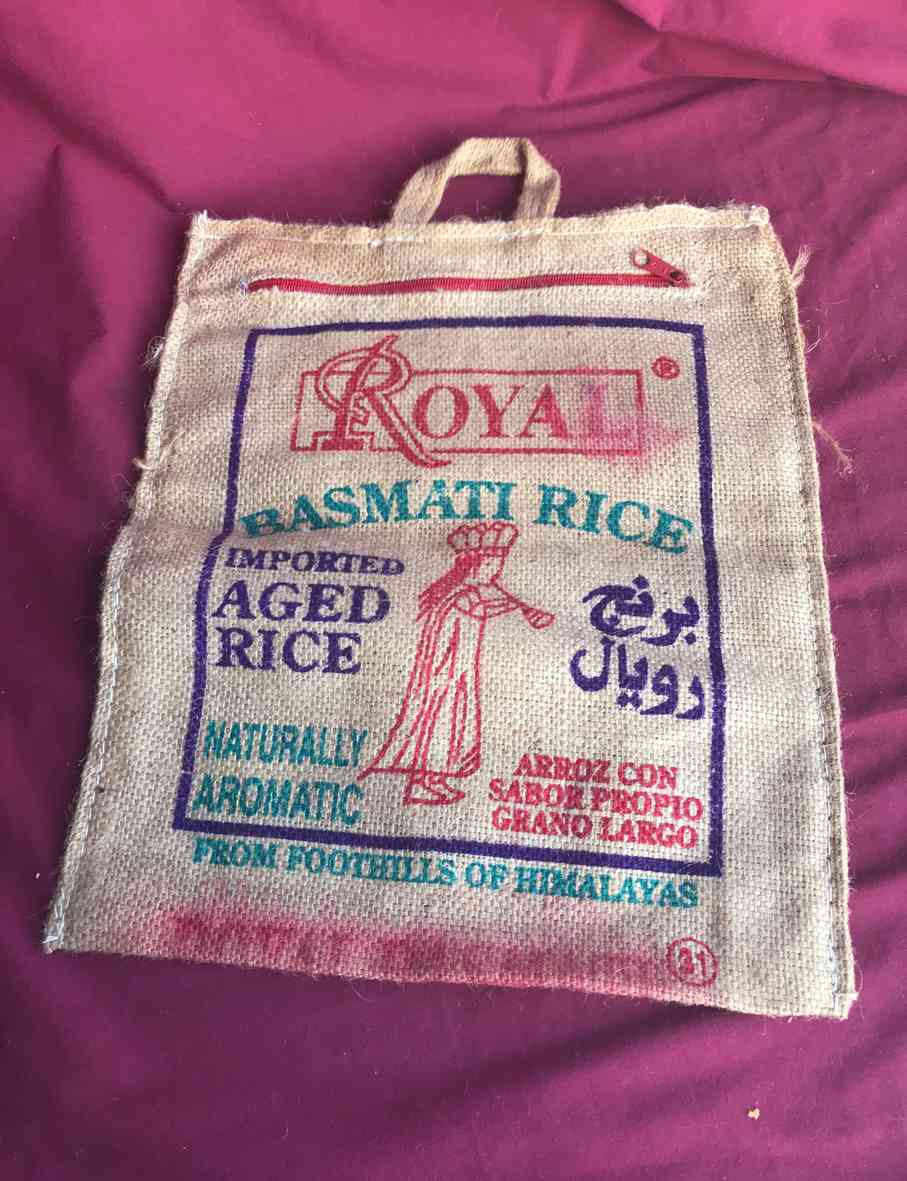 ROYAL ®
BASMATI RICE
IMPORTED
AGED
RICE
برنج
رويال
NATURALLY
AROMATIC
ARROZ CON
SABOR PROPIO
GRANO LARGO
FROM FOOTHILLS OF HIMALAYAS